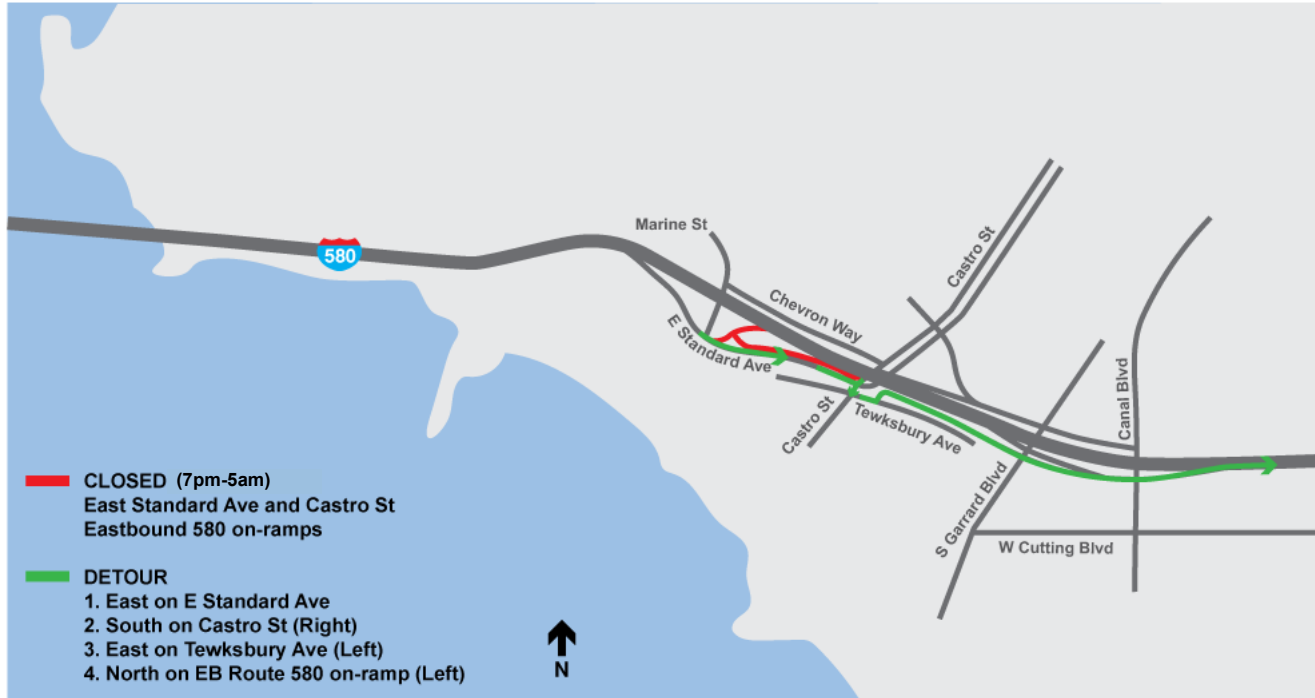 Marine St
580
Castro St
Chevron Way
E Standard Ave
Canal Blvd
Castro St
Tewksbury Ave
S Garrard Blvd
W Cutting Blvd
CLOSED (7pm-5am)
East Standard Ave and Castro St
Eastbound 580 on-ramps
DETOUR
1. East on E Standard Ave
2. South on Castro St (Right)
3. East on Tewksbury Ave (Left)
4. North on EB Route 580 on-ramp (Left)
N